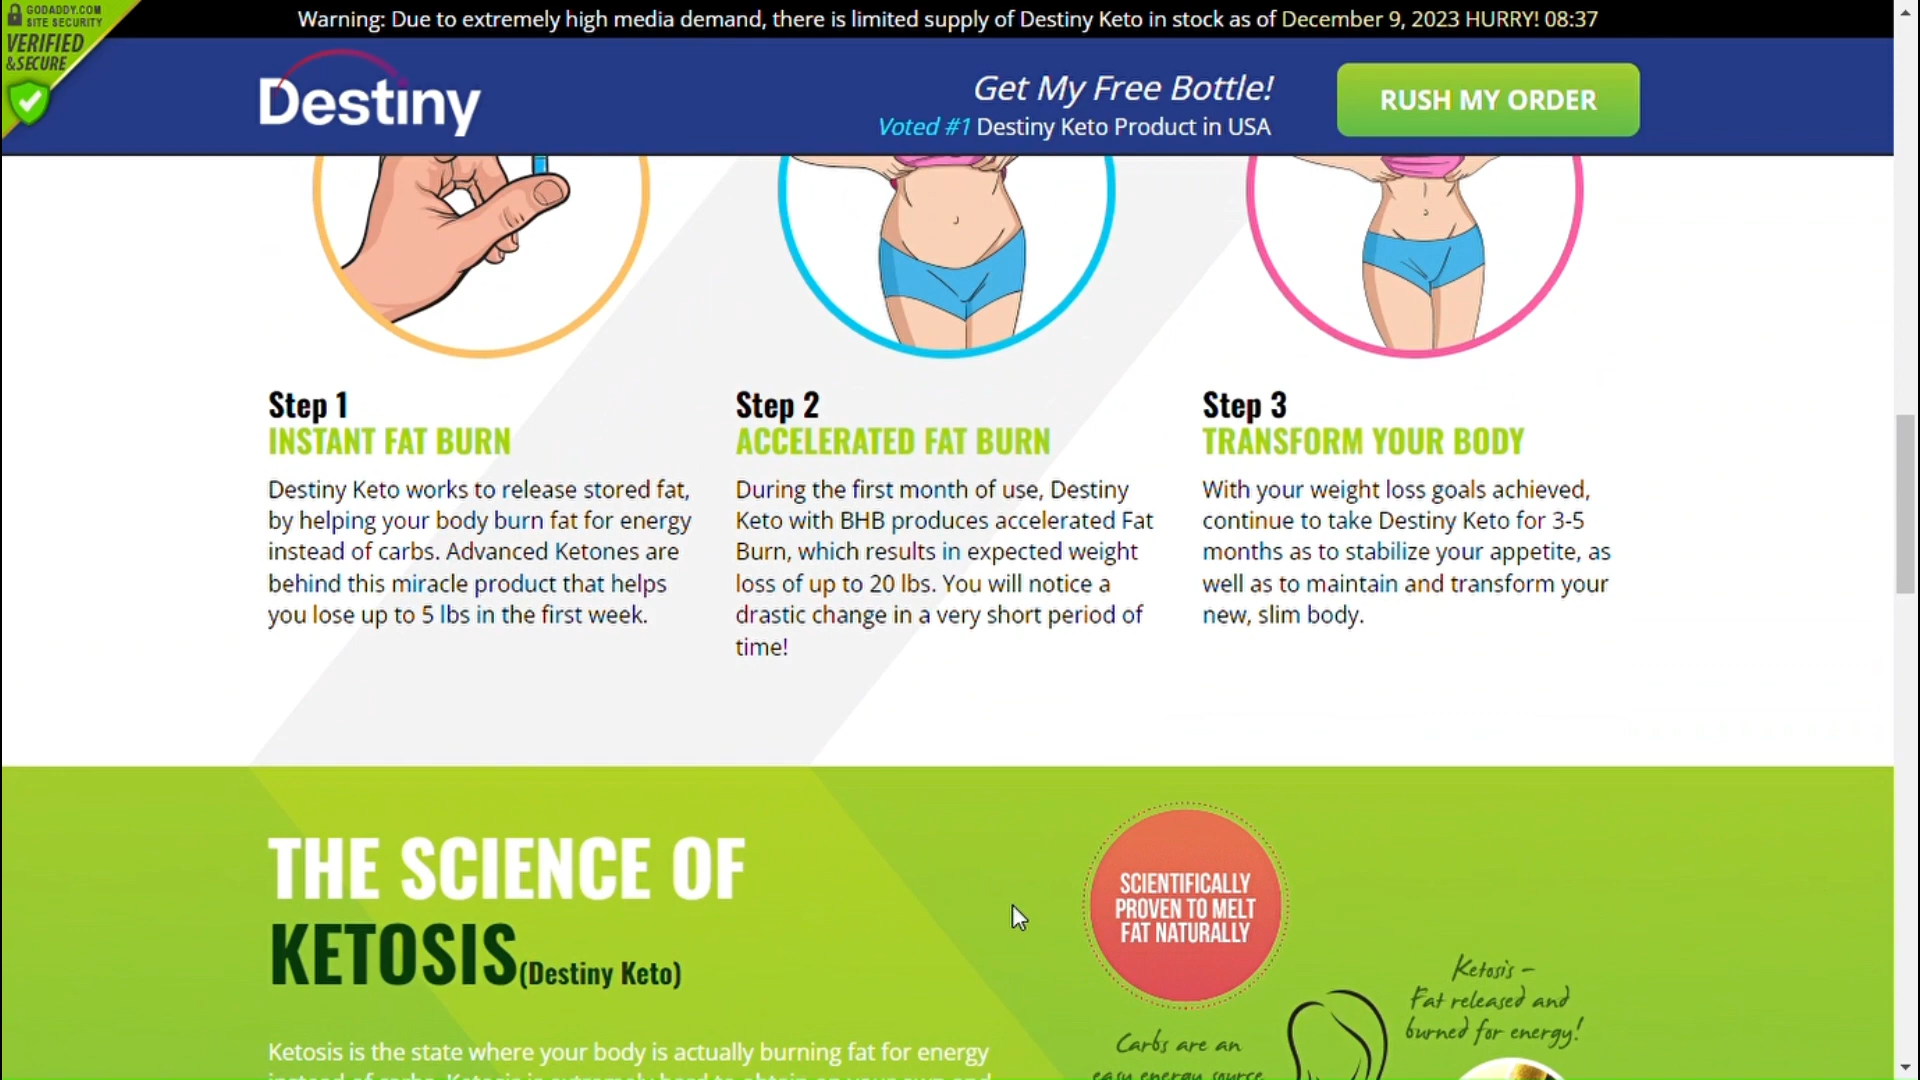 GODADDY.COM
SITE SECURITY
VERIFIED
&SECURE
Warning: Due to extremely high media demand, there is limited supply of Destiny Keto in stock as of December 9, 2023 HURRY! 08:37
Destiny
Get My Free Bottle!
Voted #1 Destiny Keto Product in USA
RUSH MY ORDER
Step 1
INSTANT FAT BURN
Destiny Keto works to release stored fat,
by helping your body burn fat for energy
instead of carbs. Advanced Ketones are
behind this miracle product that helps
you lose up to 5 lbs in the first week.
Step 2
ACCELERATED FAT BURN
During the first month of use, Destiny
Keto with BHB produces accelerated Fat
Burn, which results in expected weight
loss of up to 20 lbs. You will notice a
drastic change in a very short period of
time!
Step 3
TRANSFORM YOUR BODY
With your weight loss goals achieved,
continue to take Destiny Keto for 3-5
months as to stabilize your appetite, as
well as to maintain and transform your
new, slim body.
THE SCIENCE OF
KETOSIS(Destiny Keto)
Ketosis is the state where your body is actually burning fat for energy
SCIENTIFICALLY
PROVEN TO MELT
FAT NATURALLY
Ketosis –
Fat released and
burned for energy!
Carbs are an
easy energy source